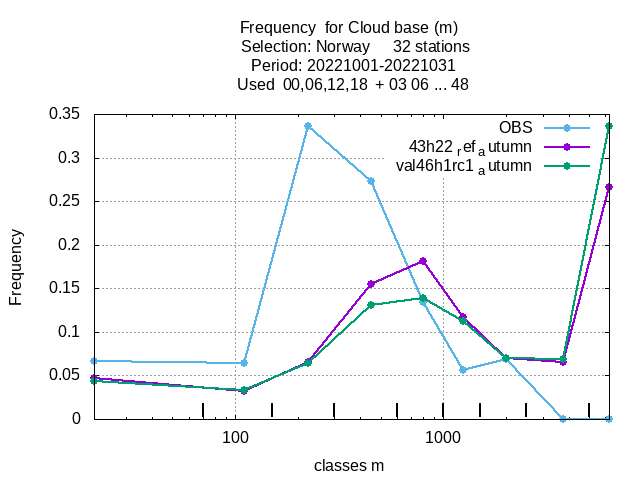 Frequency for Cloud base (m)
Selection: Norway 32 stations
Period: 20221001-20221031
Used 00,06,12,18 + 03 06 ... 48
OBS
43h22refautumn
val46h1rc1autumn
0.35
0.3
0.25
0.2
0.15
0.1
0.05
0
Frequency
100
1000
classes m